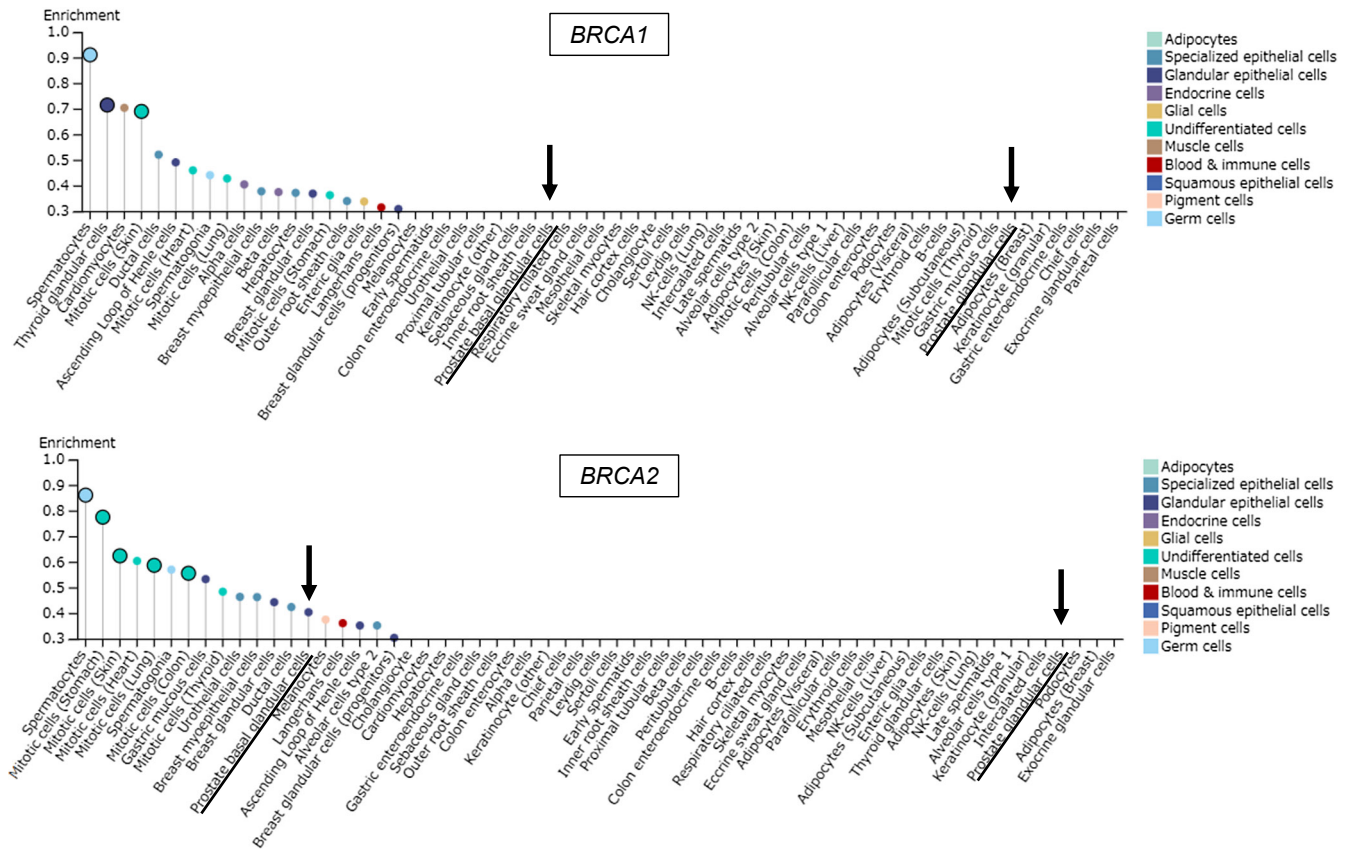 Enrichment
BRCA1
1.0
0.9
0.8
0.7
0.6
0.5
0.4
0.3
Adipocytes
Specialized epithelial cells
Glandular epithelial cells
Endocrine cells
Glial cells
Undifferentiated cells
Muscle cells
Blood & immune cells
Squamous epithelial cells
Pigment cells
Germ cells
Spermatocytes
Thyroid glandular cells
Cardiomyocytes
Mitotic cells (Skin)
Ductal cells
Ascending Loop of Henle cells
Mitotic cells (Heart)
Spermatogonia
Mitotic cells (Lung)
Alpha cells
Breast myoepithelial cells
Beta cells
Hepatocytes
Breast glandular cells
Mitotic cells (Stomach)
Outer root sheath cells
Enteric glia cells
Langerhans cells
Breast glandular cells (progenitors)
Melanocytes
Early spermatids
Colon enteroendocrine cells
Urothelial cells
Proximal tubular cells
Keratinocyte (other)
Sebaceous gland cells
Inner root sheath cells
Prostate basal glandular cells
Respiratory ciliated cells
Eccrine sweat gland cells
Mesothelial cells
Skeletal myocytes
Hair cortex cells
Cholangiocyte
Sertoli cells
Leydig cells
NK-cells (Lung)
Intercalated cells
Late spermatids
Alveolar cells type 2
Adipocytes (Skin)
Mitotic cells (Colon)
Peritubular cells
Alveolar cells type 1
NK-cells (Liver)
Parafollicular cells
Colon enterocytes
Podocytes
Adipocytes (Visceral)
Erythroid cells
B-cells
Adipocytes (Subcutaneous)
Mitotic cells (Thyroid)
Gastric mucous cells
Prostate glandular cells
Adipocytes (Breast)
Keratinocyte (granular)
Gastric enteroendocrine cells
Chief cells
Exocrine glandular cells
Parietal cells
Enrichment
BRCA2
1.0
0.9
0.8
0.7
0.6
0.5
0.4
0.3
Adipocytes
Specialized epithelial cells
Glandular epithelial cells
Endocrine cells
Glial cells
Undifferentiated cells
Muscle cells
Blood & immune cells
Squamous epithelial cells
Pigment cells
Germ cells
Spermatocytes
Mitotic cells (Stomach)
Mitotic cells (Skin)
Mitotic cells (Heart)
Mitotic cells (Lung)
Spermatogonia
Mitotic cells (Colon)
Gastric mucous cells
Mitotic cells (Thyroid)
Urothelial cells
Breast myoepithelial cells
Breast glandular cells
Ductal cells
Prostate basal glandular cells
Melanocytes
Langerhans cells
Ascending Loop of Henle cells
Alveolar cells type 2
Breast glandular cells (progenitors)
Cholangiocyte
Cardiomyocytes
Hepatocytes
Gastric enteroendocrine cells
Sebaceous gland cells
Outer root sheath cells
Colon enterocytes
Alpha cells
Keratinocyte (other)
Chief cells
Parietal cells
Leydig cells
Sertoli cells
Early spermatids
Inner root sheath cells
Proximal tubular cells
Beta cells
Peritubular cells
Colon enteroendocrine cells
B-cells
Hair cortex cells
Respiratory ciliated cells
Skeletal myocytes
Eccrine sweat gland cells
Adipocytes (Visceral)
Parafollicular cells
Erythroid cells
Mesothelial cells
NK-cells (Liver)
Adipocytes (Subcutaneous)
Enteric glia cells
Thyroid glandular cells
Adipocytes (Skin)
NK-cells (Lung)
Late spermatids
Alveolar cells type 1
Keratinocyte (granular)
Intercalated cells
Prostate glandular cells
Podocytes
Adipocytes (Breast)
Exocrine glandular cells